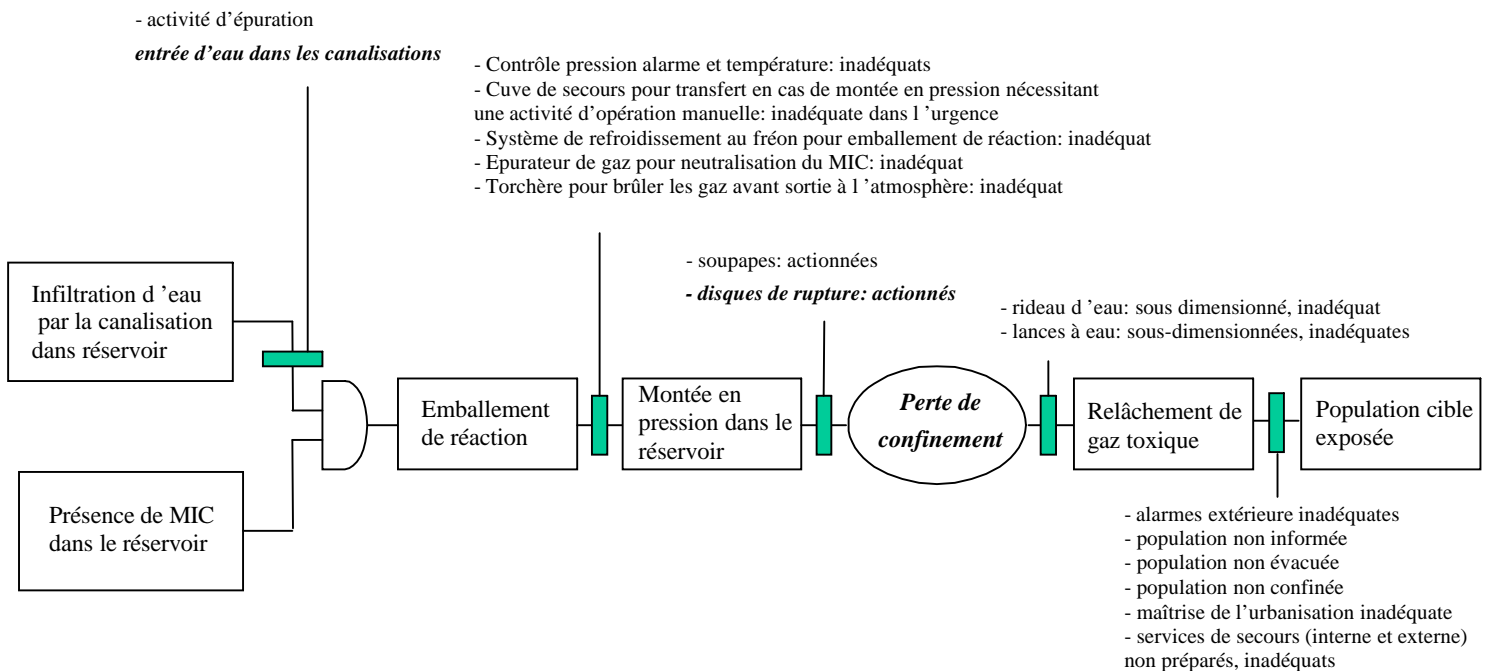 - activité d’épuration
entrée d’eau dans les canalisations
- Contrôle pression alarme et température: inadéquats
- Cuve de secours pour transfert en cas de montée en pression nécessitant
une activité d’opération manuelle: inadéquate dans l ’urgence
- Système de refroidissement au fréon pour emballement de réaction: inadéquat
- Epurateur de gaz pour neutralisation du MIC: inadéquat
- Torchère pour brûler les gaz avant sortie à l ’atmosphère: inadéquat
- soupapes: actionnées
- disques de rupture: actionnés
- rideau d ’eau: sous dimensionné, inadéquat
- lances à eau: sous-dimensionnées, inadéquates
Infiltration d ’eau
par la canalisation
dans réservoir
Présence de MIC
dans le réservoir
Emballement
de réaction
Montée en
pression dans le
réservoir
Perte de
confinement
Relâchement de
gaz toxique
Population cible
exposée
- alarmes extérieure inadéquates
- population non informée
- population non évacuée
- population non confinée
- maîtrise de l’urbanisation inadéquate
- services de secours (interne et externe)
non préparés, inadéquats